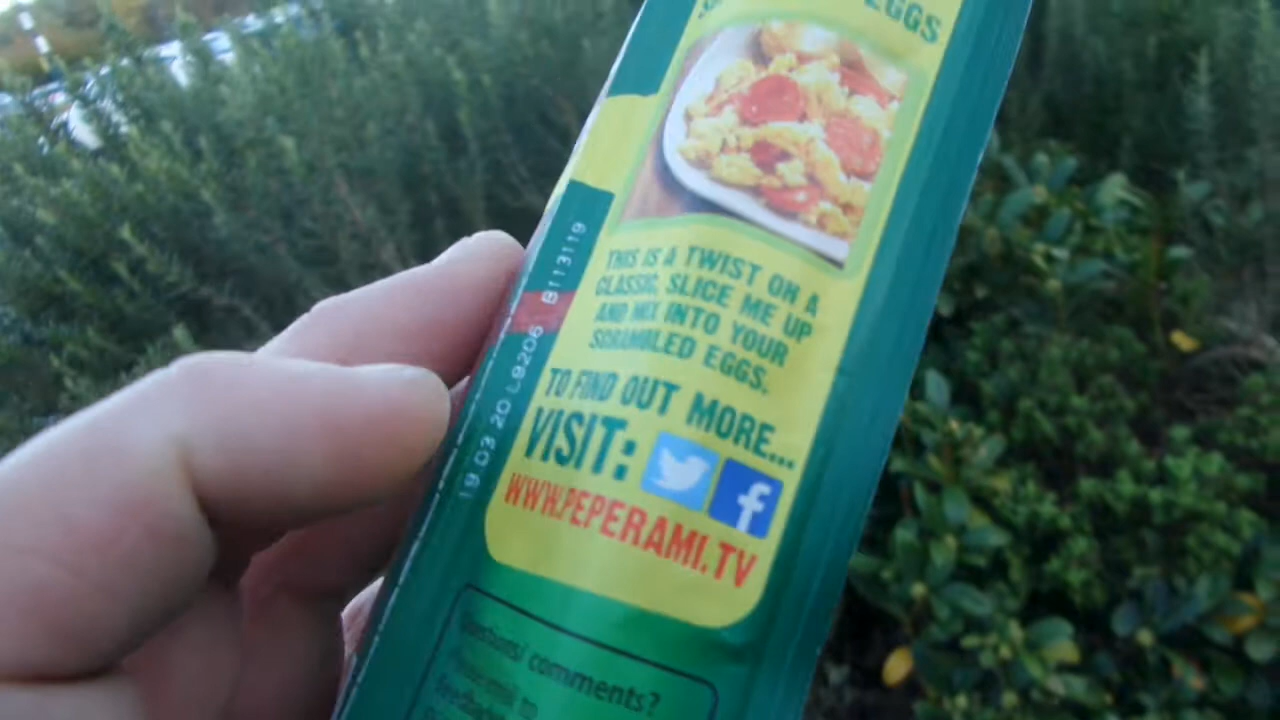 EGGS
THIS IS A TWIST ON A
CLASSIC, SLICE ME UP
AND MIX INTO YOUR
SCRAMBLED EGGS.
TO FIND OUT MORE...
VISIT:
WWW.PEPERAMI.TV
19 03 20 L9206 B113119
comments?